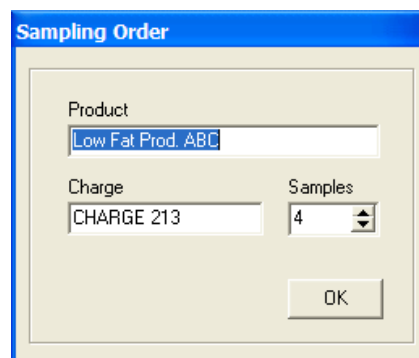 Sampling Order
Product
Low Fat Prod. ABC
Charge Samples
CHARGE 213 4
OK